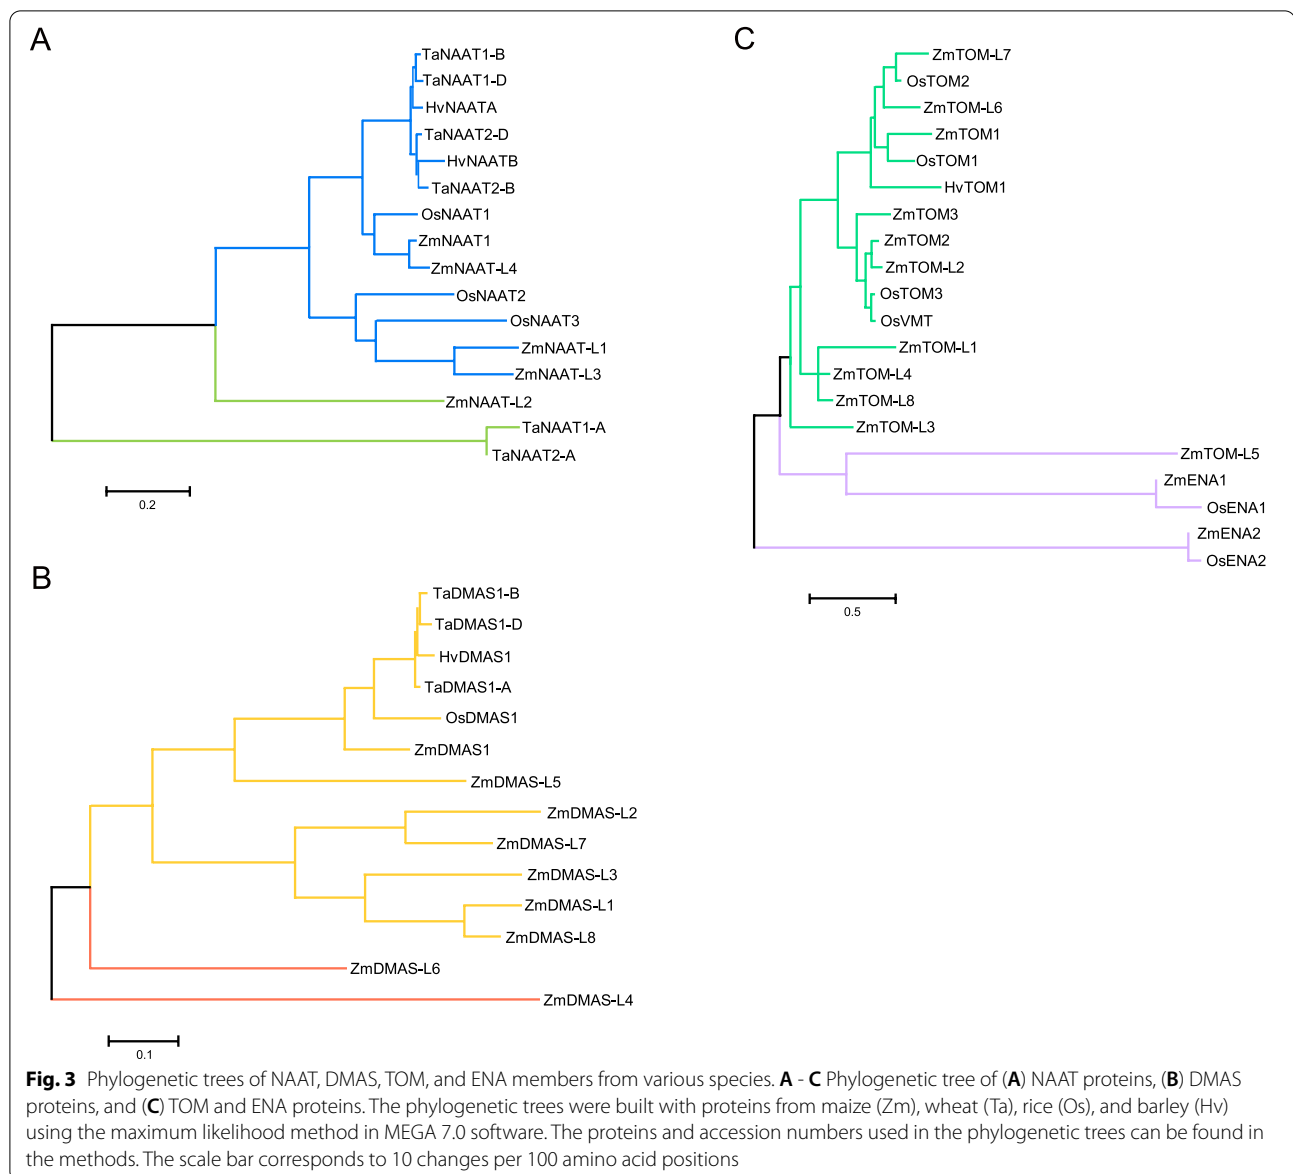 A
TaNAAT1-B
TaNAAT1-D
HvNAATA
TaNAAT2-D
HvNAATB
TaNAAT2-B
OsNAAT1
ZmNAAT1
ZmNAAT-L4
OsNAAT2
OsNAAT3
ZmNAAT-L1
ZmNAAT-L3
ZmNAAT-L2
TaNAAT1-A
TaNAAT2-A
0.2
B
TaDMAS1-B
TaDMAS1-D
HvDMAS1
TaDMAS1-A
OsDMAS1
ZmDMAS1
ZmDMAS-L5
ZmDMAS-L2
ZmDMAS-L7
ZmDMAS-L3
ZmDMAS-L1
ZmDMAS-L8
ZmDMAS-L6
ZmDMAS-L4
0.1
C
ZmTOM-L7
OsTOM2
ZmTOM-L6
ZmTOM1
OsTOM1
HvTOM1
ZmTOM3
ZmTOM2
ZmTOM-L2
OsTOM3
OsVMT
ZmTOM-L1
ZmTOM-L4
ZmTOM-L8
ZmTOM-L3
ZmTOM-L5
ZmENA1
OsENA1
ZmENA2
OsENA2
0.5
Fig. 3 Phylogenetic trees of NAAT, DMAS, TOM, and ENA members from various species. A - C Phylogenetic tree of (A) NAAT proteins, (B) DMAS
proteins, and (C) TOM and ENA proteins. The phylogenetic trees were built with proteins from maize (Zm), wheat (Ta), rice (Os), and barley (Hv)
using the maximum likelihood method in MEGA 7.0 software. The proteins and accession numbers used in the phylogenetic trees can be found in
the methods. The scale bar corresponds to 10 changes per 100 amino acid positions